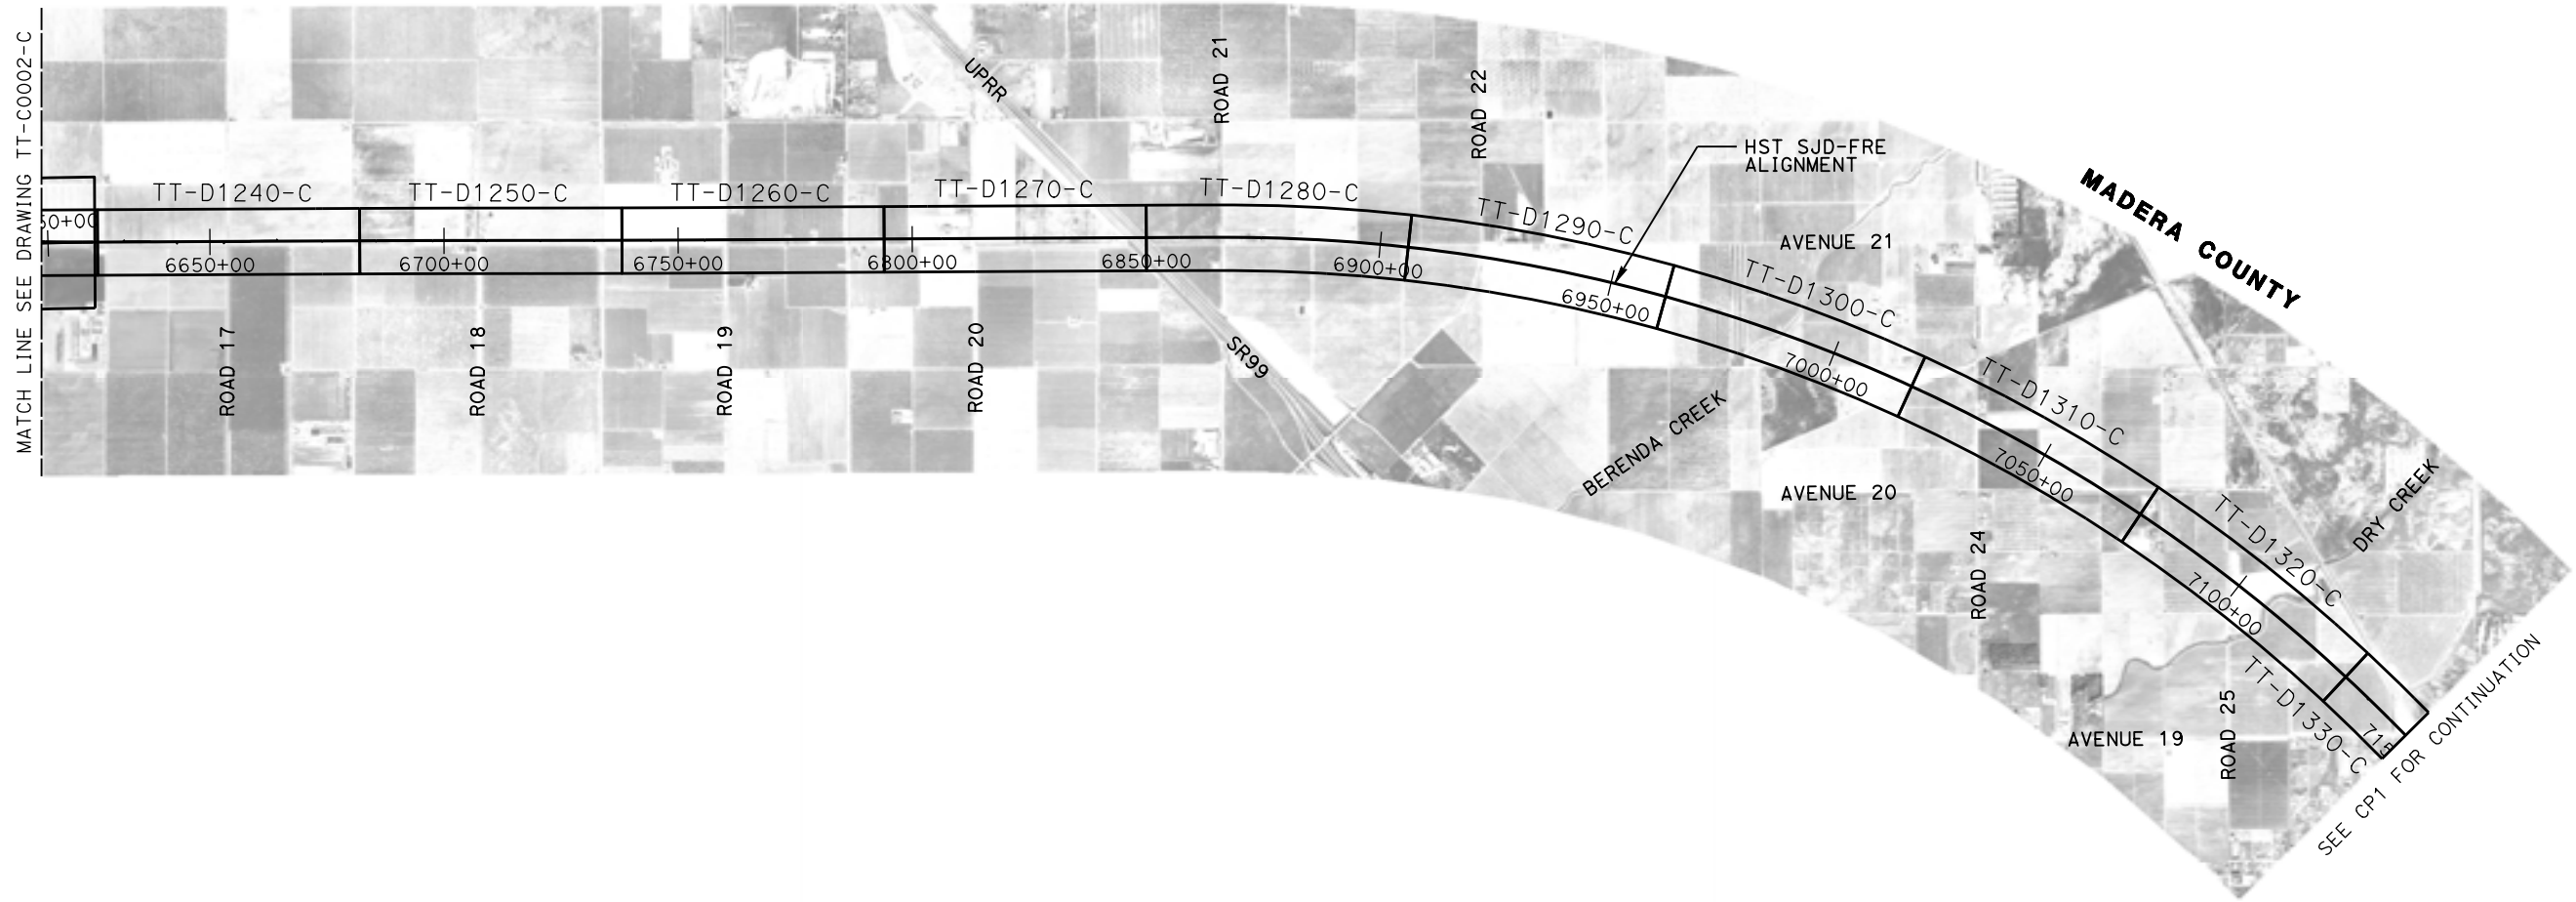 MATCH LINE SEE DRAWING TT-C0002-C
UPRR
ROAD 21
ROAD 22
HST SJD-FRE
ALIGNMENT
MADERA COUNTY
TT-D1240-C
TT-D1250-C
TT-D1260-C
TT-D1270-C
TT-D1280-C
TT-D1290-C
TT-D1300-C
TT-D1310-C
TT-D1320-C
TT-D1330-C
AVENUE 21
50+00
6650+00
6700+00
6750+00
6800+00
6850+00
6900+00
6950+00
7000+00
7050+00
7100+00
715
ROAD 17
ROAD 18
ROAD 19
ROAD 20
SR99
BERENDA CREEK
AVENUE 20
ROAD 24
DRY CREEK
AVENUE 19
ROAD 25
SEE CP1 FOR CONTINUATION